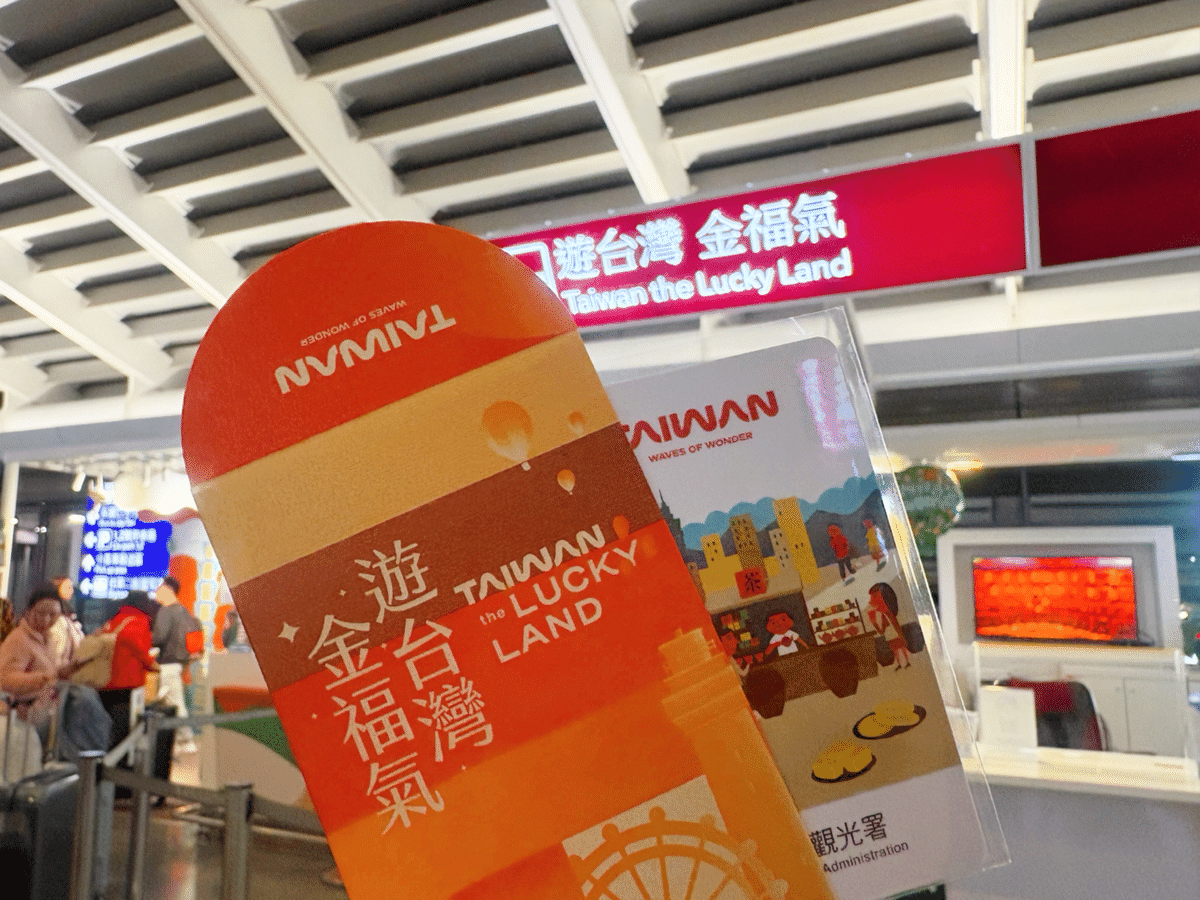 遊台灣 金福氣
Taiwan the Lucky Land
TAIWAN
WAVES OF WONDER
TAIWAN
WAVES OF WONDER
茶
遊台灣
金福氣
TAIWAN
the LUCKY
LAND
觀光署
Administration